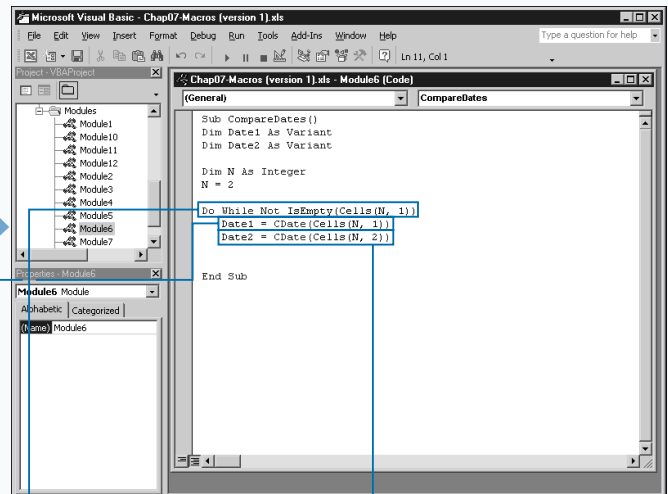 Microsoft Visual Basic - Chap07-Macros (version 1).xls
File Edit View Insert Format Debug Run Tools Add-Ins Window Help
Type a question for help
Ln 11, Col 1
Project - VBAProject
Modules
Module1
Module10
Module11
Module12
Module2
Module3
Module4
Module5
Module6
Module7
Properties - Module6
Module6 Module
Alphabetic Categorized
(Name) Module6
Chap07-Macros (version 1).xls - Module6 (Code)
(General) CompareDates
Sub CompareDates()
Dim Date1 As Variant
Dim Date2 As Variant
Dim N As Integer
N = 2
Do While Not IsEmpty(Cells(N, 1))
Date1 = CDate(Cells(N, 1))
Date2 = CDate(Cells(N, 2))
End Sub